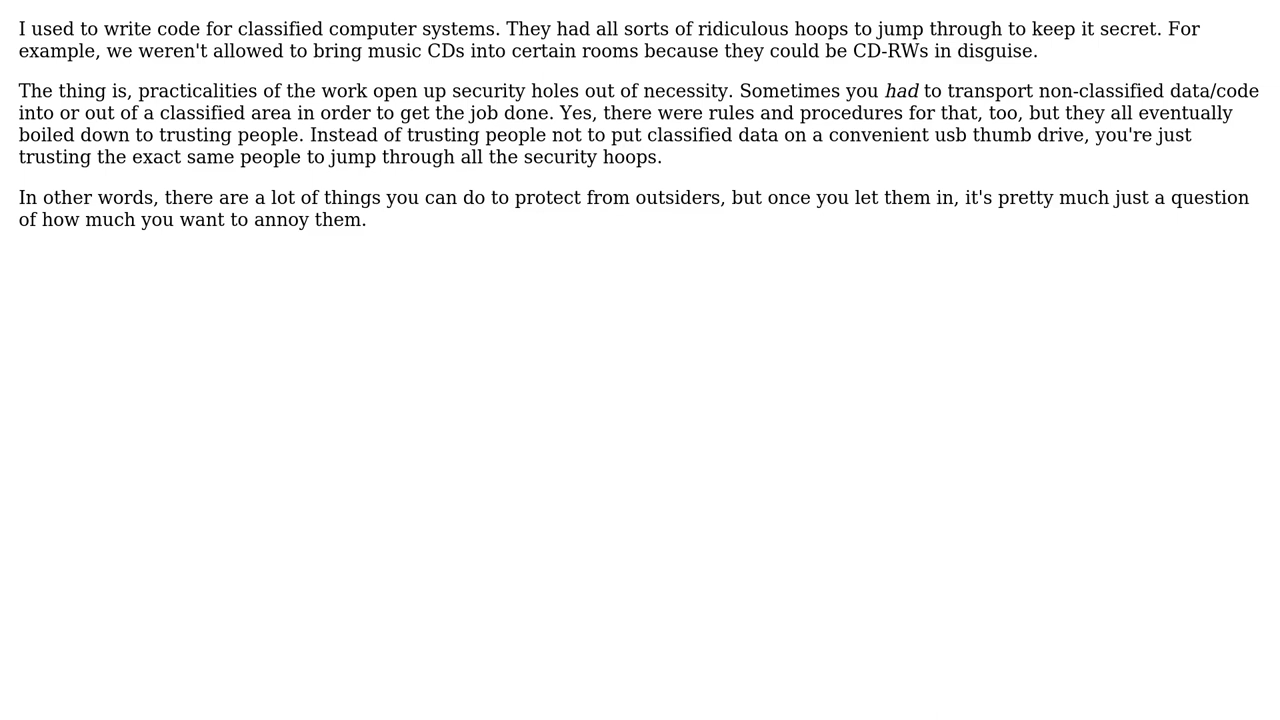 I used to write code for classified computer systems. They had all sorts of ridiculous hoops to jump through to keep it secret. For
example, we weren't allowed to bring music CDs into certain rooms because they could be CD-RWs in disguise.
The thing is, practicalities of the work open up security holes out of necessity. Sometimes you had to transport non-classified data/code
into or out of a classified area in order to get the job done. Yes, there were rules and procedures for that, too, but they all eventually
boiled down to trusting people. Instead of trusting people not to put classified data on a convenient usb thumb drive, you're just
trusting the exact same people to jump through all the security hoops.
In other words, there are a lot of things you can do to protect from outsiders, but once you let them in, it's pretty much just a question
of how much you want to annoy them.